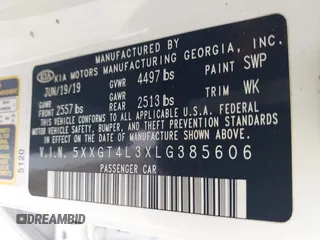 MANUFACTURED BY
KIA KIA MOTORS MANUFACTURING GEORGIA, INC.
JUN/19/19 GVWR 4497 lbs PAINT SWP
GAWR FRONT 2557 lbs GAWR REAR 2513 lbs TRIM WK
THIS VEHICLE CONFORMS TO ALL APPLICABLE U.S. FEDERAL
MOTOR VEHICLE SAFETY, BUMPER, AND THEFT PREVENTION STANDARDS
IN EFFECT ON THE DATE OF MANUFACTURE SHOWN ABOVE.
V.I.N. 5XXGT4L3XLG385606
PASSENGER CAR
5120
DREAMBID